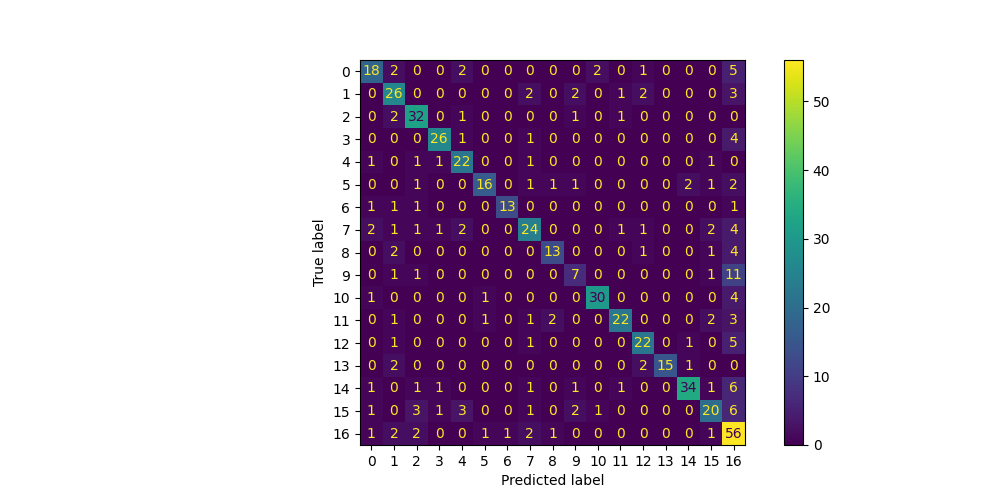 0 18 2 0 0 2 0 0 0 0 0 2 0 1 0 0 0 5
1 0 26 0 0 0 0 0 2 0 2 0 1 2 0 0 0 3
2 0 2 32 0 1 0 0 0 0 1 0 1 0 0 0 0 0
3 0 0 0 26 1 0 0 1 0 0 0 0 0 0 0 0 4
4 1 0 1 1 22 0 0 1 0 0 0 0 0 0 0 1 0
5 0 0 1 0 0 16 0 1 1 1 0 0 0 0 2 1 2
6 1 1 1 0 0 0 13 0 0 0 0 0 0 0 0 0 1
7 2 1 1 1 2 0 0 24 0 0 0 1 1 0 0 2 4
8 0 2 0 0 0 0 0 0 13 0 0 0 1 0 0 1 4
9 0 1 1 0 0 0 0 0 0 7 0 0 0 0 0 1 11
10 1 0 0 0 0 1 0 0 0 0 30 0 0 0 0 0 4
11 0 1 0 0 0 1 0 1 2 0 0 22 0 0 0 2 3
12 0 1 0 0 0 0 0 1 0 0 0 0 22 0 1 0 5
13 0 2 0 0 0 0 0 0 0 0 0 0 2 15 1 0 0
14 1 0 1 1 0 0 0 1 0 1 0 1 0 0 34 1 6
15 1 0 3 1 3 0 0 1 0 2 1 0 0 0 0 20 6
16 1 2 2 0 0 1 1 2 1 0 0 0 0 0 0 1 56
0 1 2 3 4 5 6 7 8 9 10 11 12 13 14 15 16
Predicted label
True label
50
40
30
20
10
0